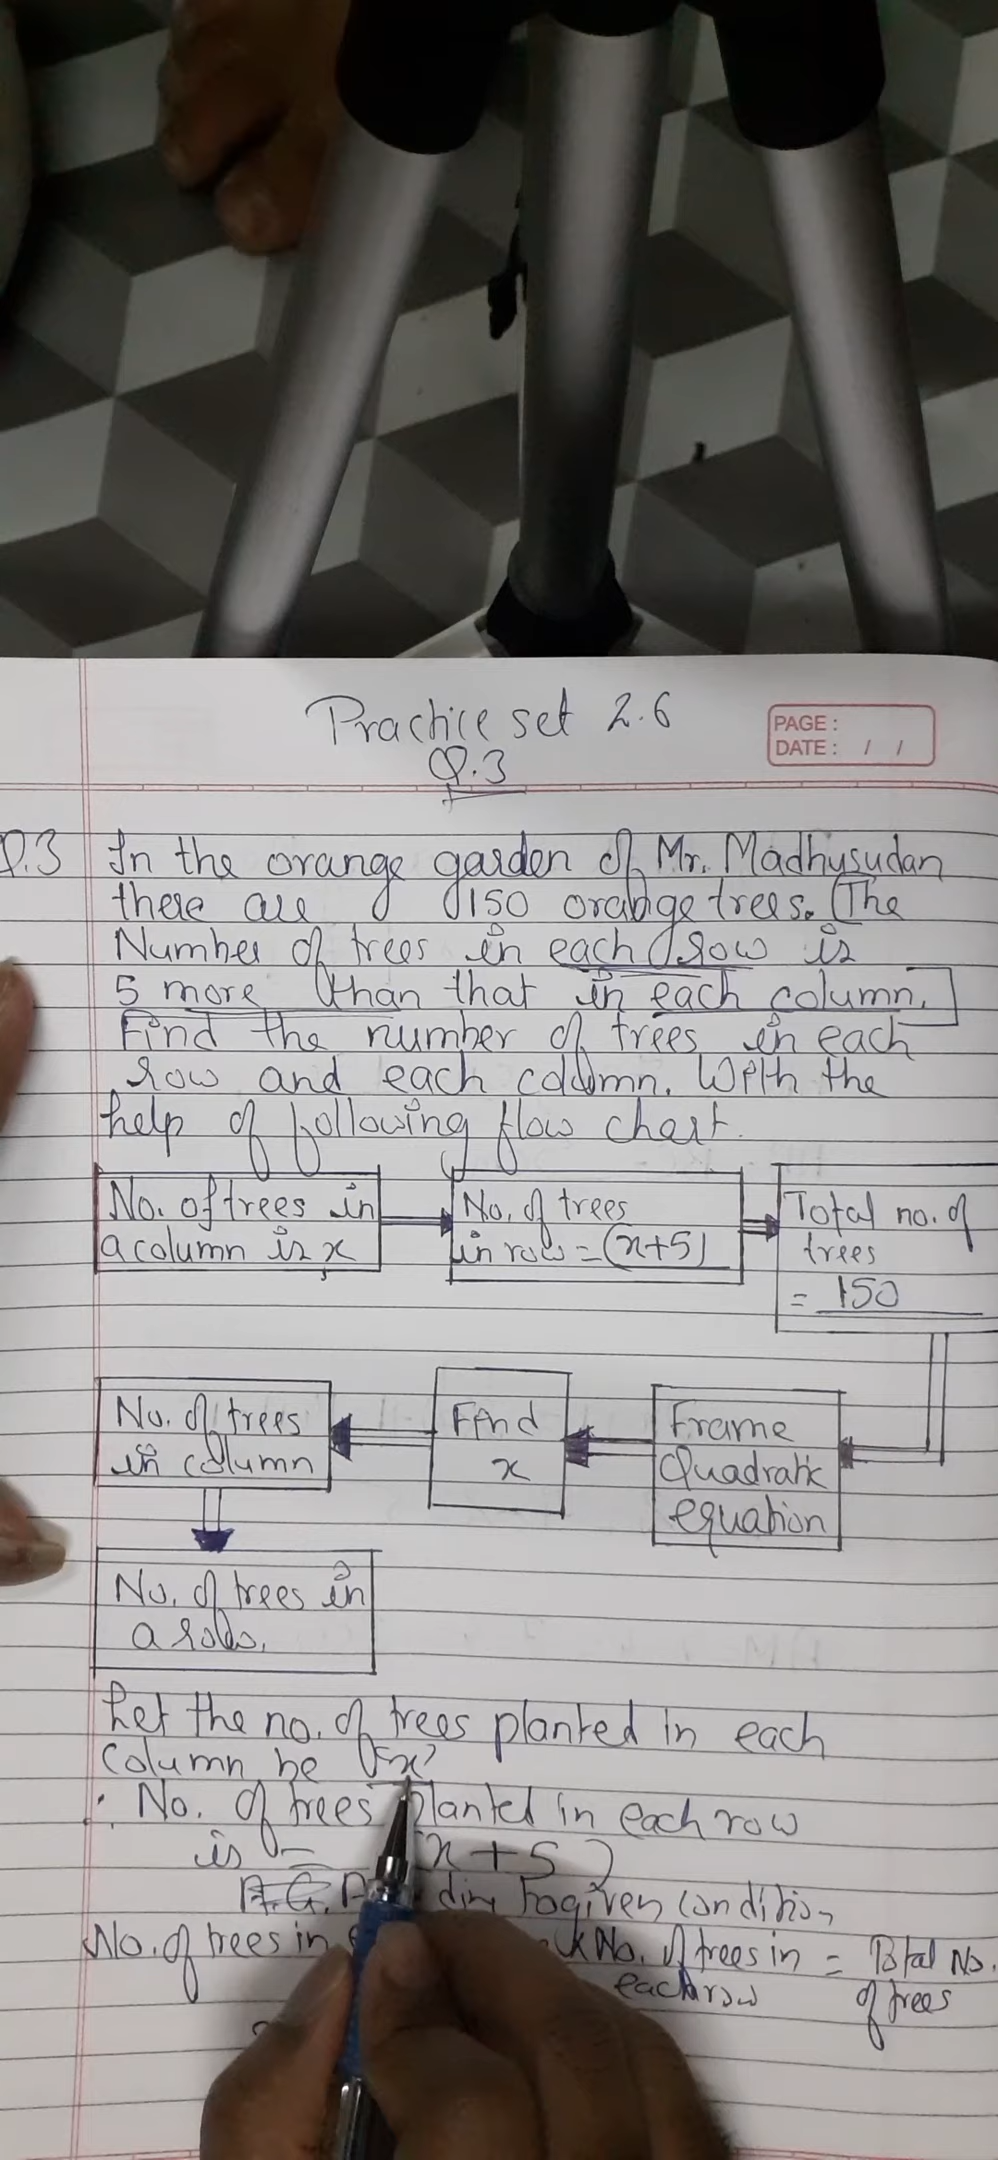 Practice set 2.6
Q.3
PAGE :
DATE : / /
Q.3 In the orange garden of Mr. Madhusudan
there are 150 orange trees. (The
Number of trees in each row is
5 more than that in each column.
Find the number of trees in each
row and each column. With the
help of following flow chart.
No. of trees in
a column is x
No. of trees
in row = (x+5)
Total no. of
trees
= 150
Frame
Quadratic
equation
Find
x
No. of trees
in column
No. of trees in
a row.
Let the no. of trees planted in each
column be 'x'
∴ No. of trees planted in each row
is = x+5)
to given condition
No. of trees in x No. of trees in = Total No.
each row of trees